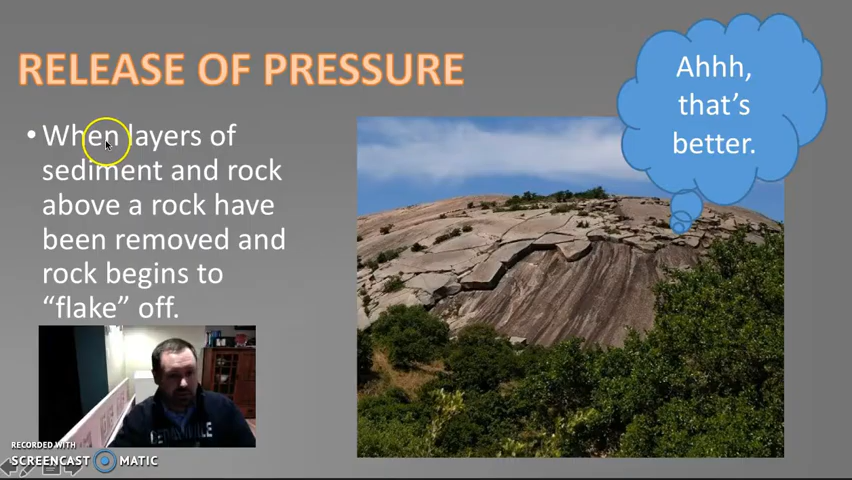 RELEASE OF PRESSURE
Ahhh,
that's
better.
• When layers of
sediment and rock
above a rock have
been removed and
rock begins to
“flake” off.
RECORDED WITH
SCREENCAST MATIC